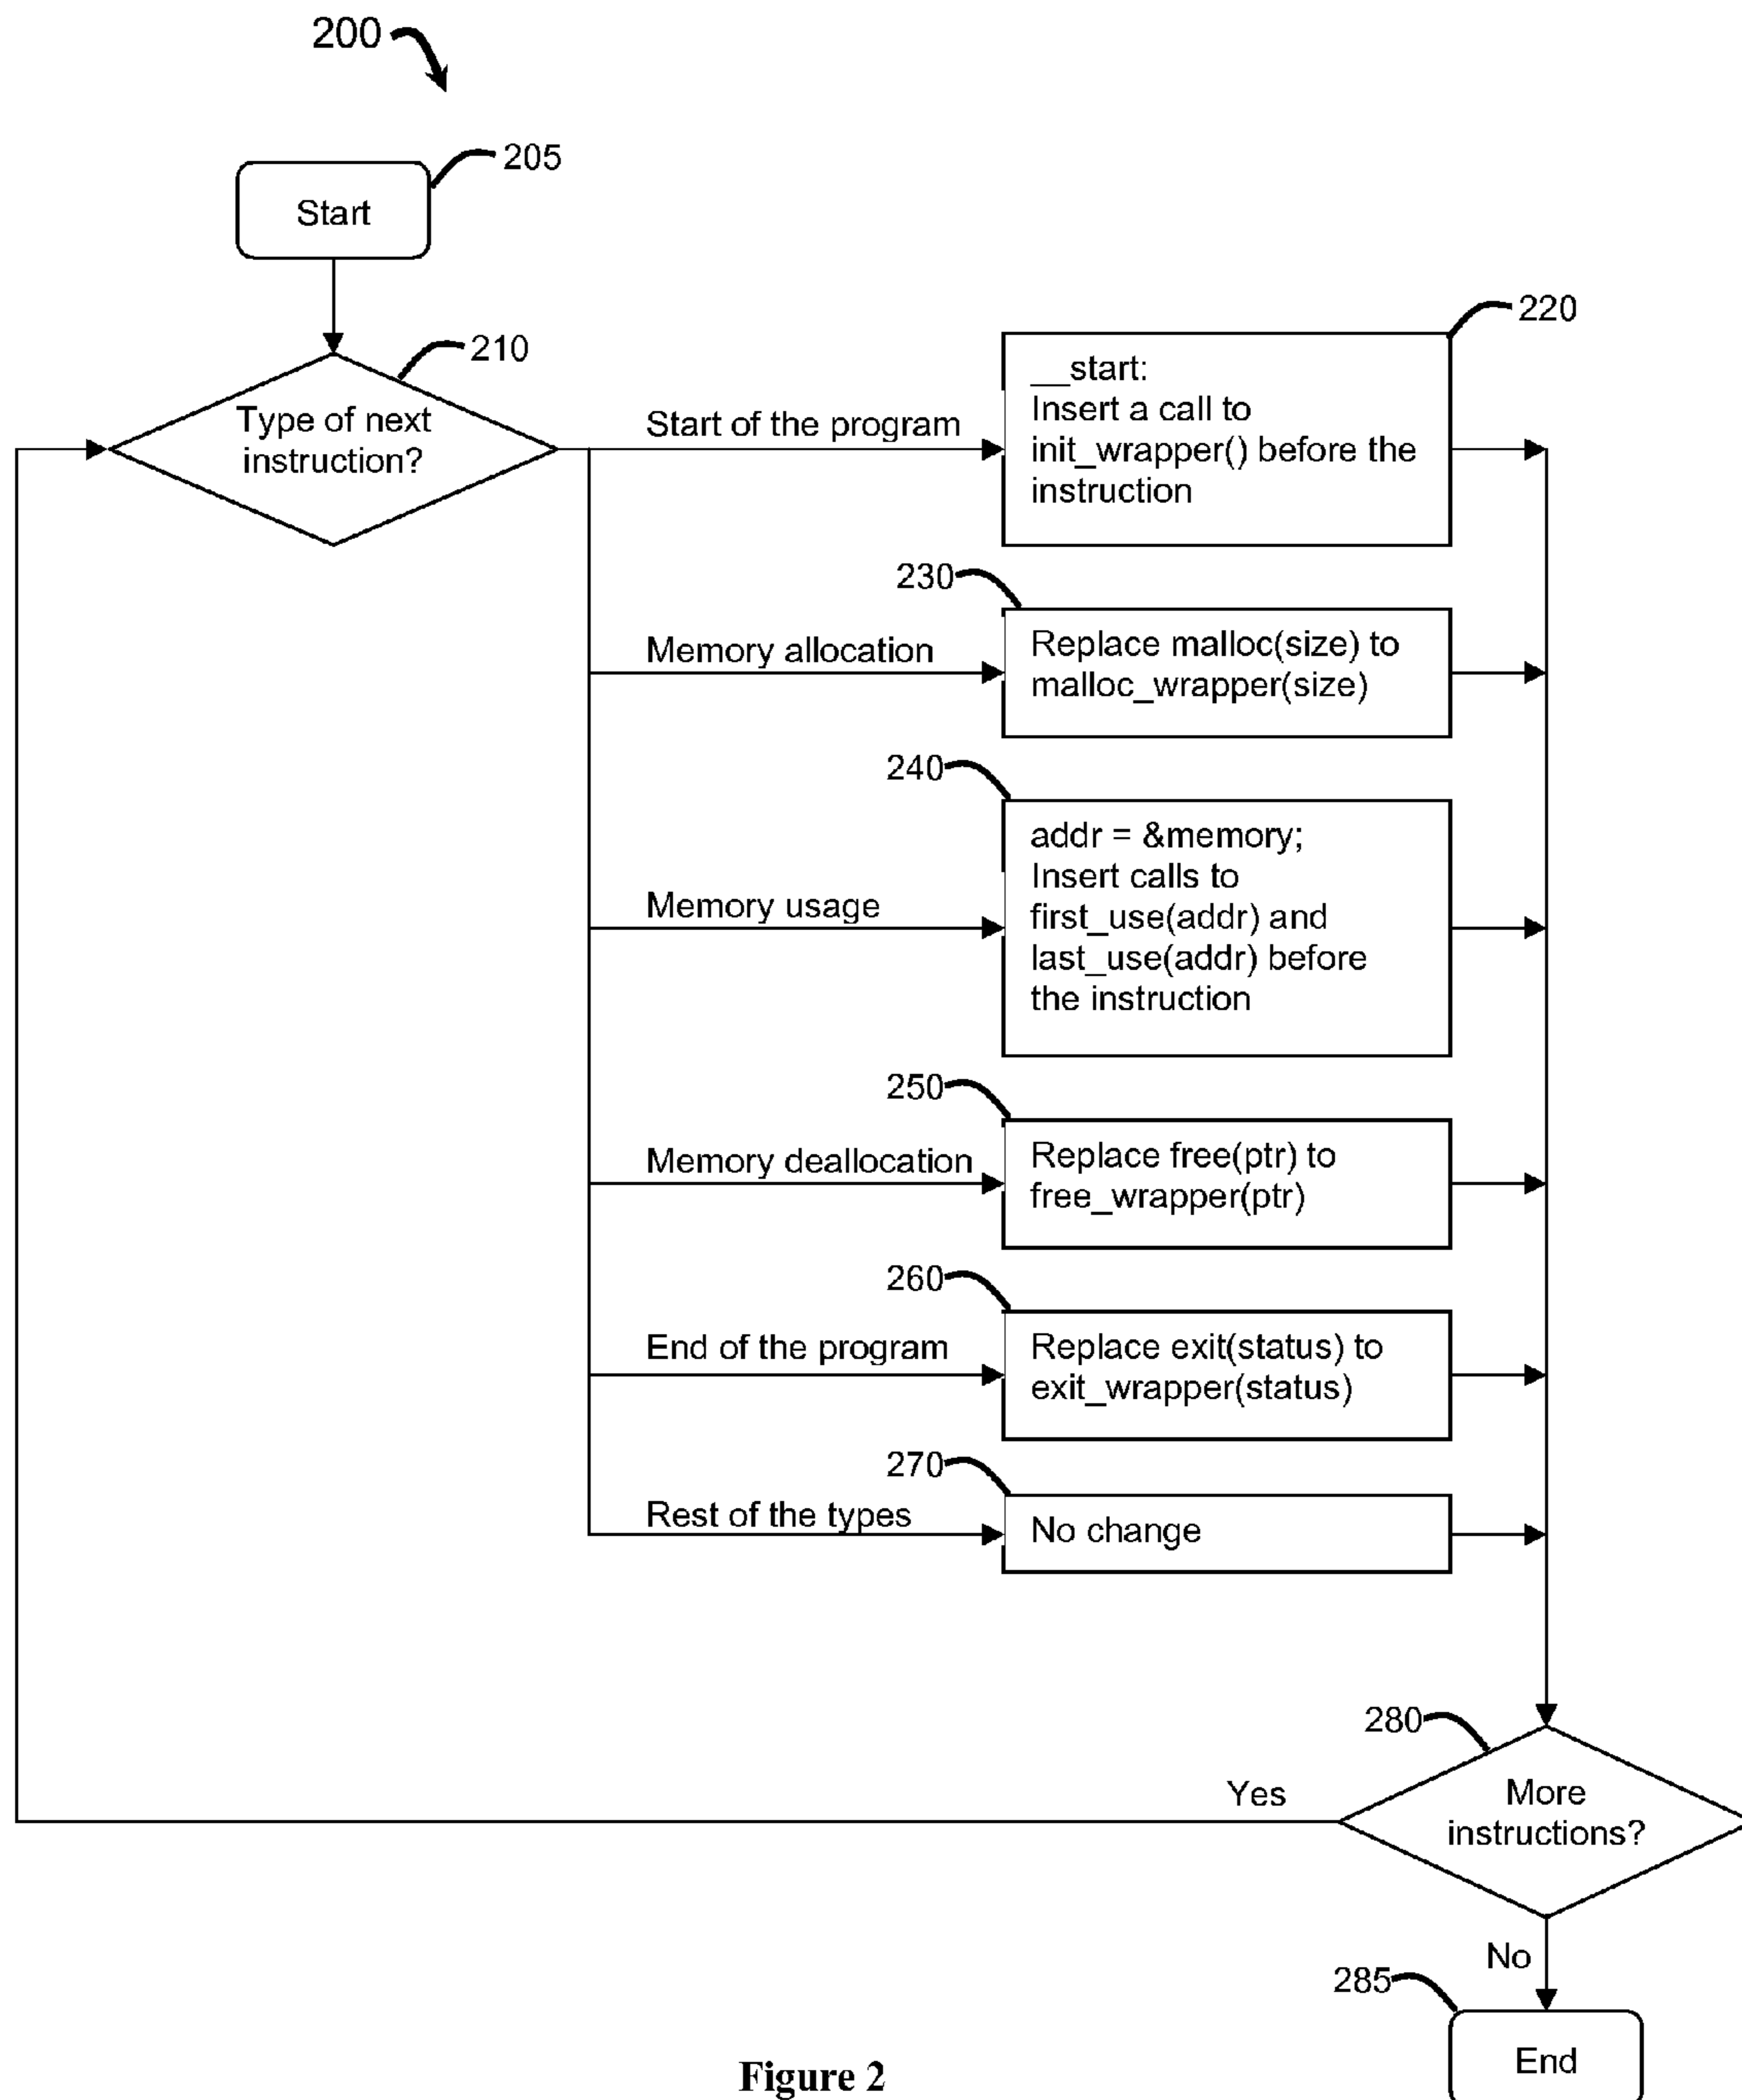 200
205
Start
210
Type of next
instruction?
Start of the program
220
__start:
Insert a call to
init_wrapper() before the
instruction
230
Memory allocation
Replace malloc(size) to
malloc_wrapper(size)
240
Memory usage
addr = &memory;
Insert calls to
first_use(addr) and
last_use(addr) before
the instruction
250
Memory deallocation
Replace free(ptr) to
free_wrapper(ptr)
260
End of the program
Replace exit(status) to
exit_wrapper(status)
270
Rest of the types
No change
280
More
instructions?
Yes
No
285
End
Figure 2